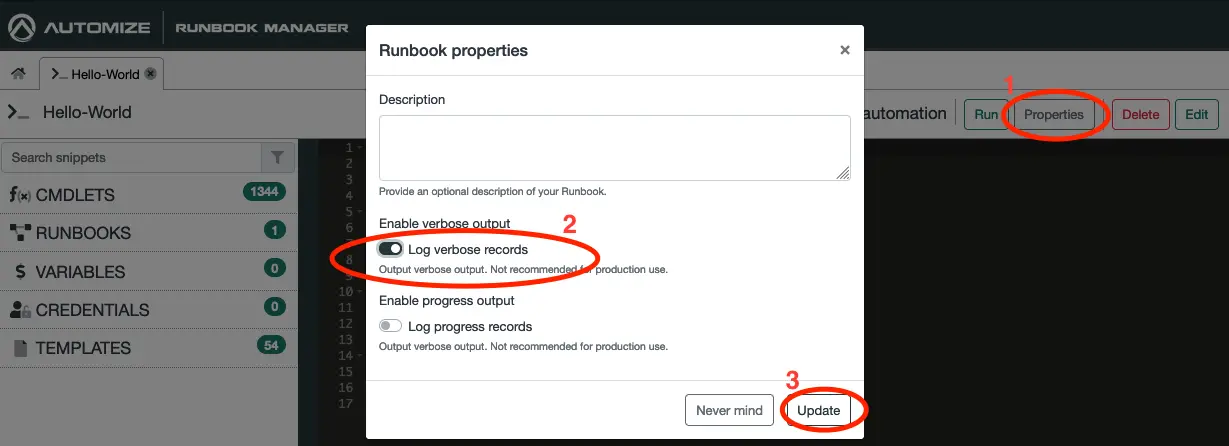 AUTOMIZE RUNBOOK MANAGER
>_ Hello-World
>_ Hello-World
automation Run Properties Delete Edit
1
Search snippets
f(x) CMDLETS 1344
RUNBOOKS 1
$ VARIABLES 0
CREDENTIALS 0
TEMPLATES 54
1
2
3
4
5
8
9
10
11
12
13
14
15
16
17
Runbook properties ×
Description
Provide an optional description of your Runbook.
Enable verbose output
2
Log verbose records
Output verbose output. Not recommended for production use.
Enable progress output
Log progress records
Output verbose output. Not recommended for production use.
3
Never mind Update